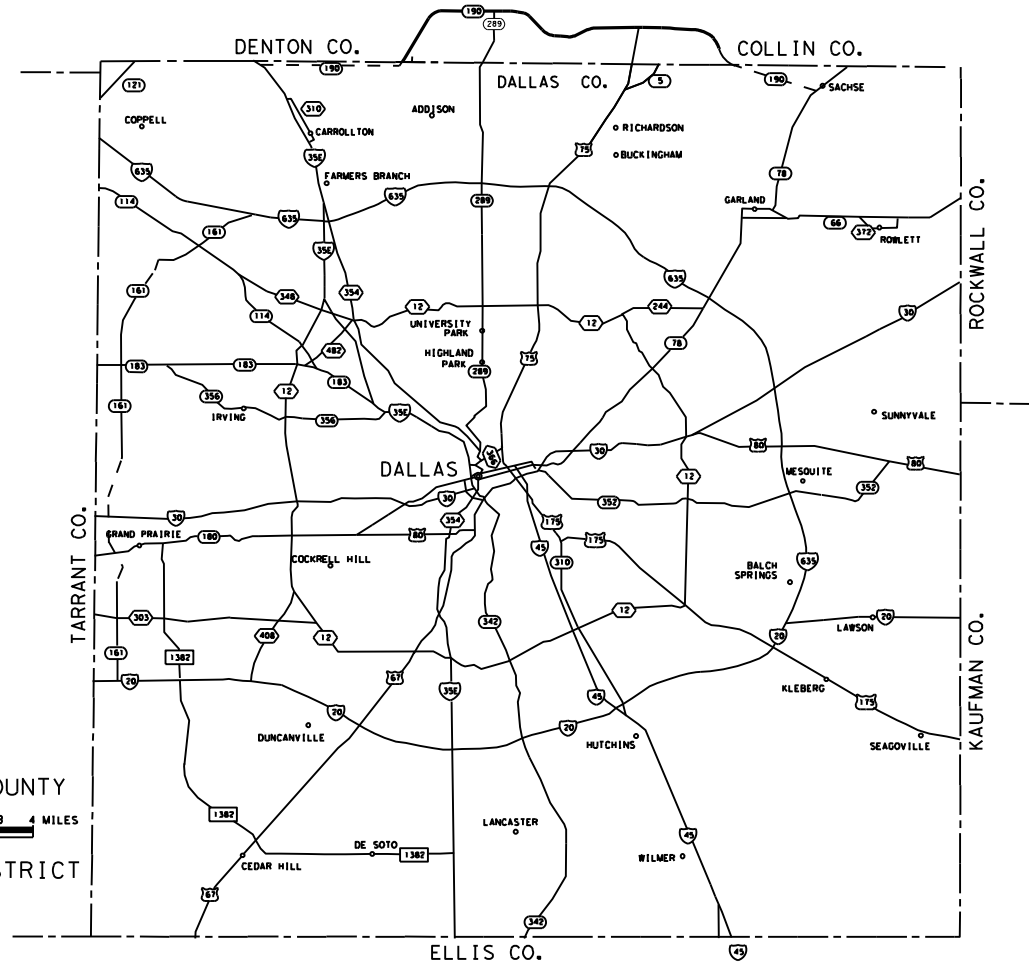 190
289
DENTON CO.
COLLIN CO.
190
DALLAS CO.
5
190
121
SACHSE
310
ADDISON
COPPELL
CARROLLTON
RICHARDSON
75
35E
BUCKINGHAM
635
FARMERS BRANCH
78
635
114
289
GARLAND
635
161
66
372
ROWLETT
35E
635
ROCKWALL CO.
161
348
354
12
244
30
114
UNIVERSITY
PARK
12
482
78
HIGHLAND
PARK
75
183
183
289
183
12
356
161
IRVING
356
35E
SUNNYVALE
80
30
80
DALLAS
366
MESQUITE
12
352
30
352
30
354
175
GRAND PRAIRIE
180
80
175
45
TARRANT CO.
COCKRELL HILL
310
BALCH
SPRINGS
635
303
342
12
20
LAWSON
408
12
20
161
1382
KAUFMAN CO.
20
67
35E
KLEBERG
45
175
20
DUNCANVILLE
20
HUTCHINS
SEAGOVILLE
OUNTY
3 4 MILES
1382
LANCASTER
45
DE SOTO
1382
WILMER
CEDAR HILL
STRICT
67
342
ELLIS CO.
45